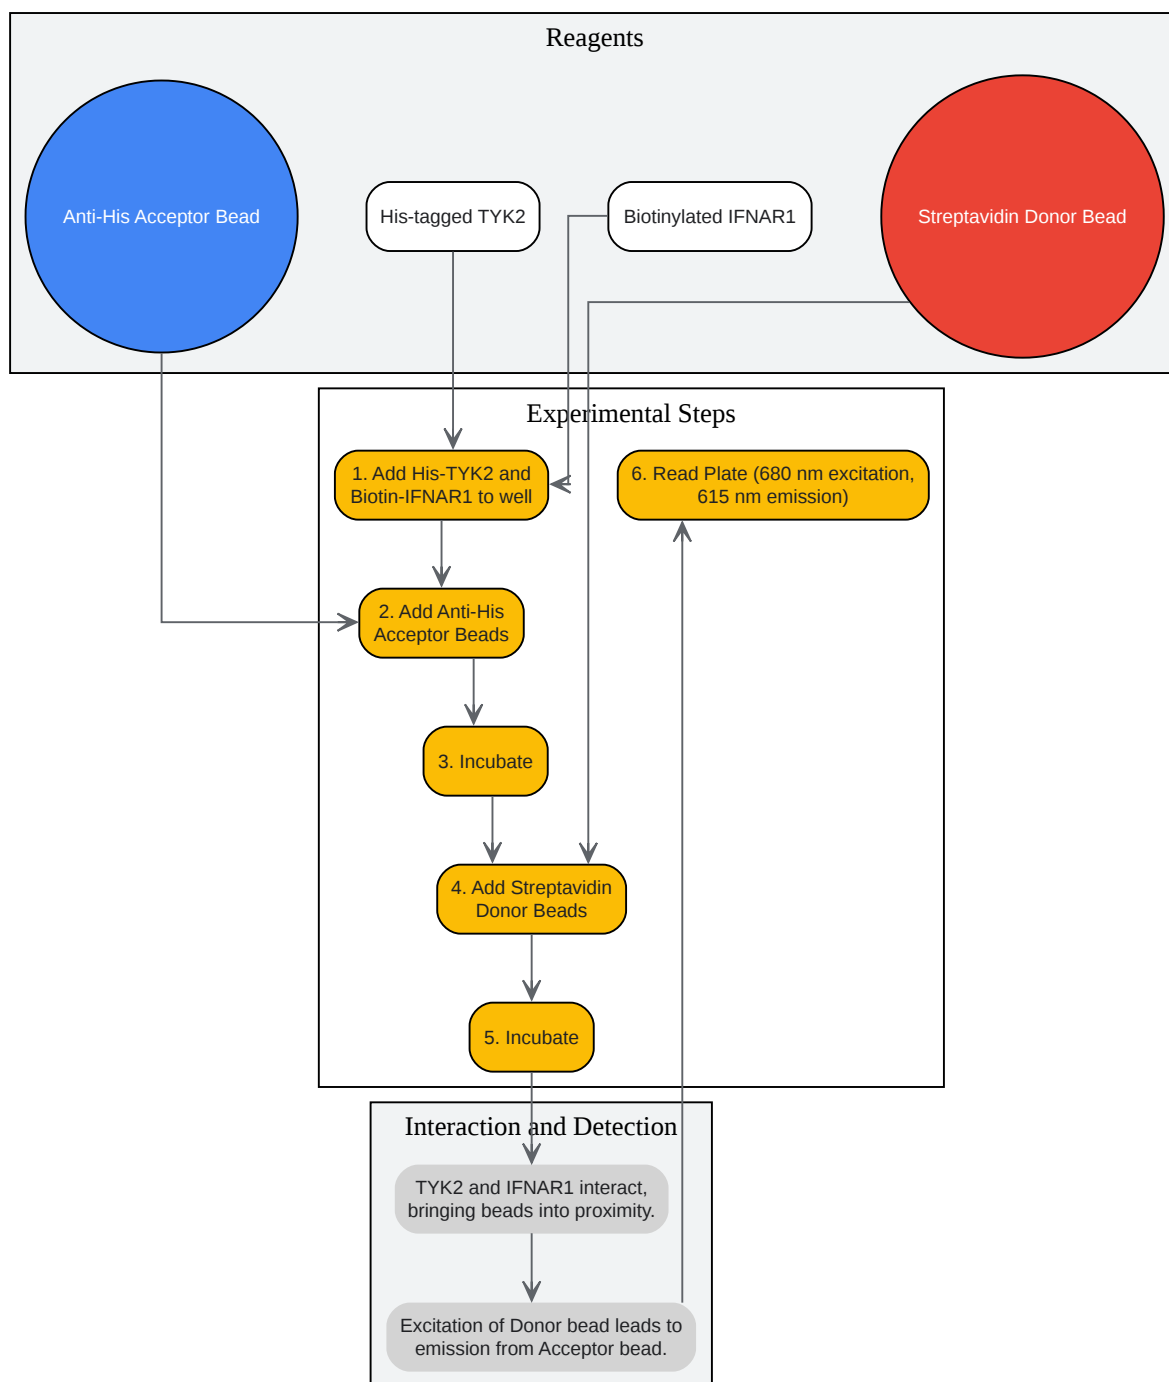 Reagents
Anti-His Acceptor Bead
His-tagged TYK2
Biotinylated IFNAR1
Streptavidin Donor Bead
Experimental Steps
1. Add His-TYK2 and
Biotin-IFNAR1 to well
6. Read Plate (680 nm excitation,
615 nm emission)
2. Add Anti-His
Acceptor Beads
3. Incubate
4. Add Streptavidin
Donor Beads
5. Incubate
Interaction and Detection
TYK2 and IFNAR1 interact,
bringing beads into proximity.
Excitation of Donor bead leads to
emission from Acceptor bead.